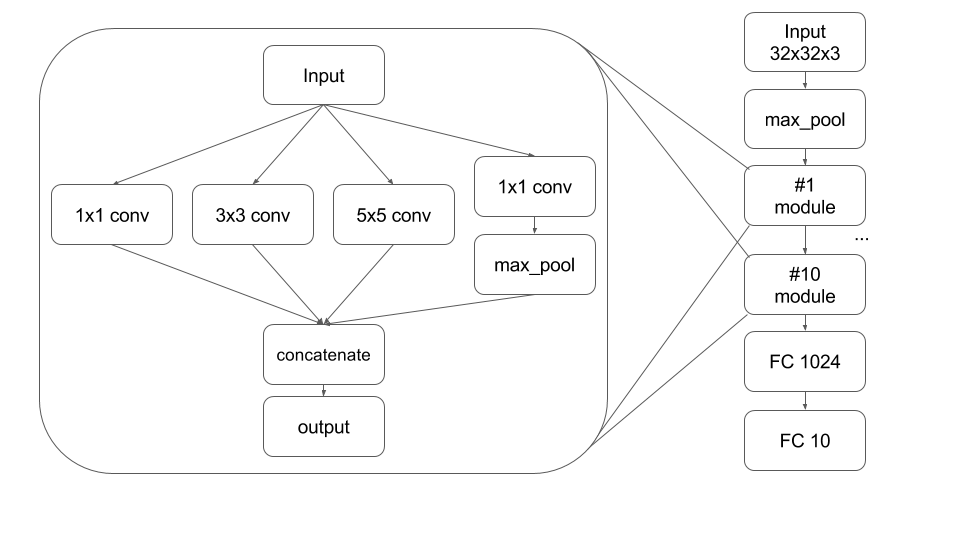 Input
1x1 conv
3x3 conv
5x5 conv
1x1 conv
max_pool
concatenate
output
Input
32x32x3
max_pool
#1
module
...
#10
module
FC 1024
FC 10